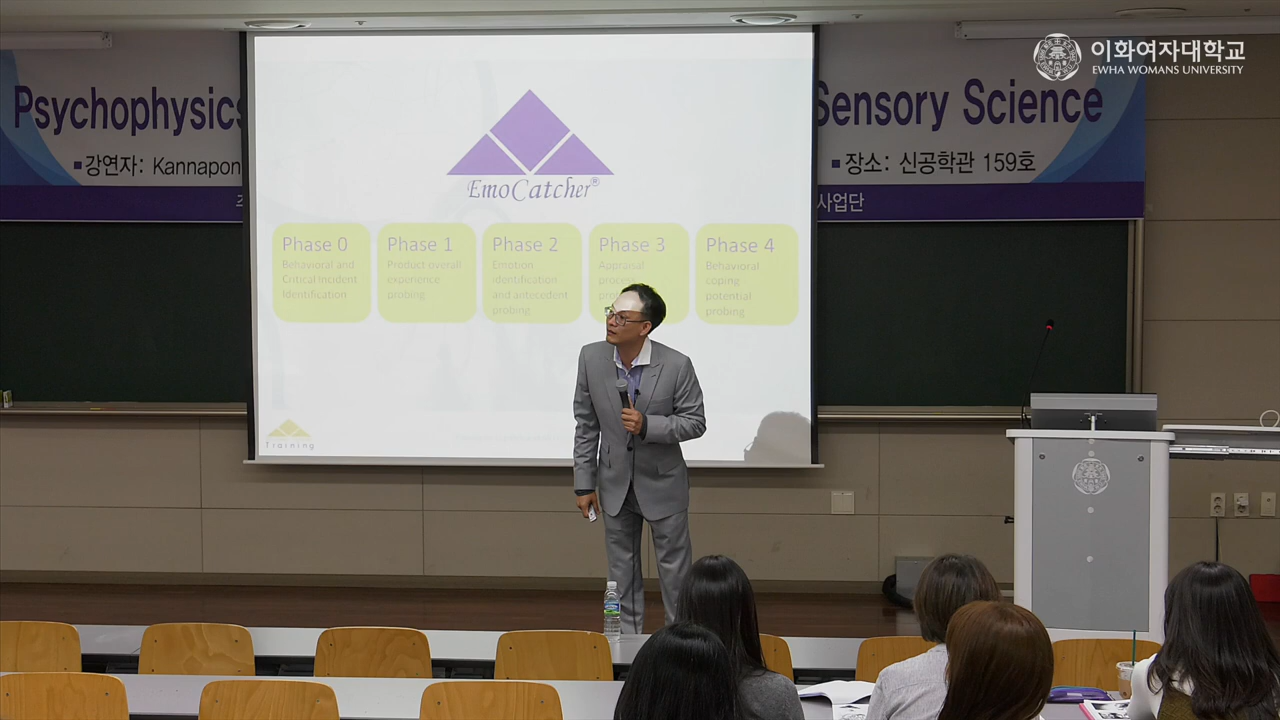 이화여자대학교
EWHA WOMANS UNIVERSITY
Psychophysics
Sensory Science
▪강연자: Kannapon
▪장소: 신공학관 159호
사업단
EmoCatcher®
Phase 0
Behavioral and
Critical Incident
Identification
Phase 1
Product overall
experience
probing
Phase 2
Emotion
identification
and antecedent
probing
Phase 3
Appraisal
process
Phase 4
Behavioral
coping
potential
probing
Training